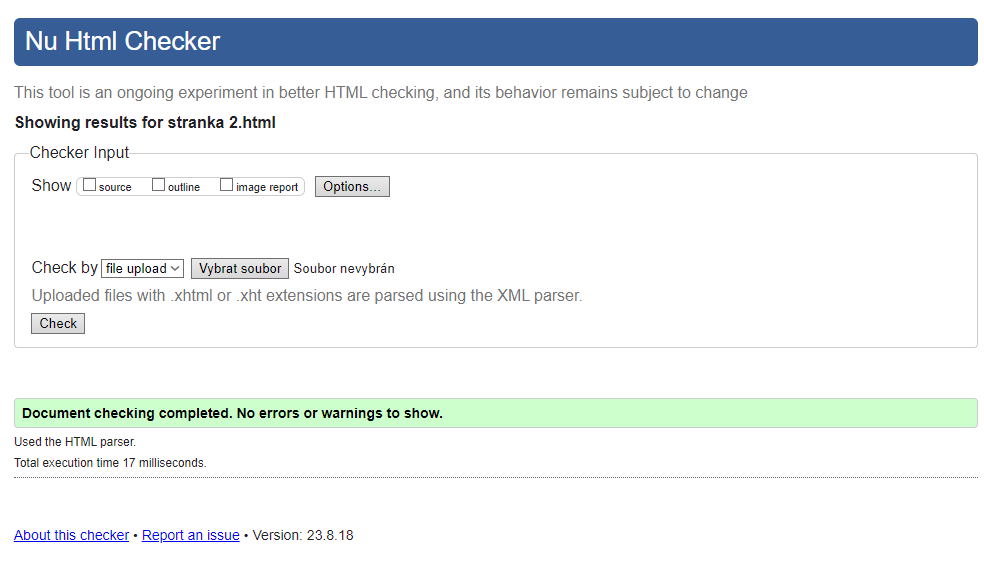 Nu Html Checker
This tool is an ongoing experiment in better HTML checking, and its behavior remains subject to change
Showing results for stranka 2.html
Checker Input
Show source outline image report Options...
Check by file upload Vybrat soubor Soubor nevybrán
Uploaded files with .xhtml or .xht extensions are parsed using the XML parser.
Check
Document checking completed. No errors or warnings to show.
Used the HTML parser.
Total execution time 17 milliseconds.
About this checker • Report an issue • Version: 23.8.18